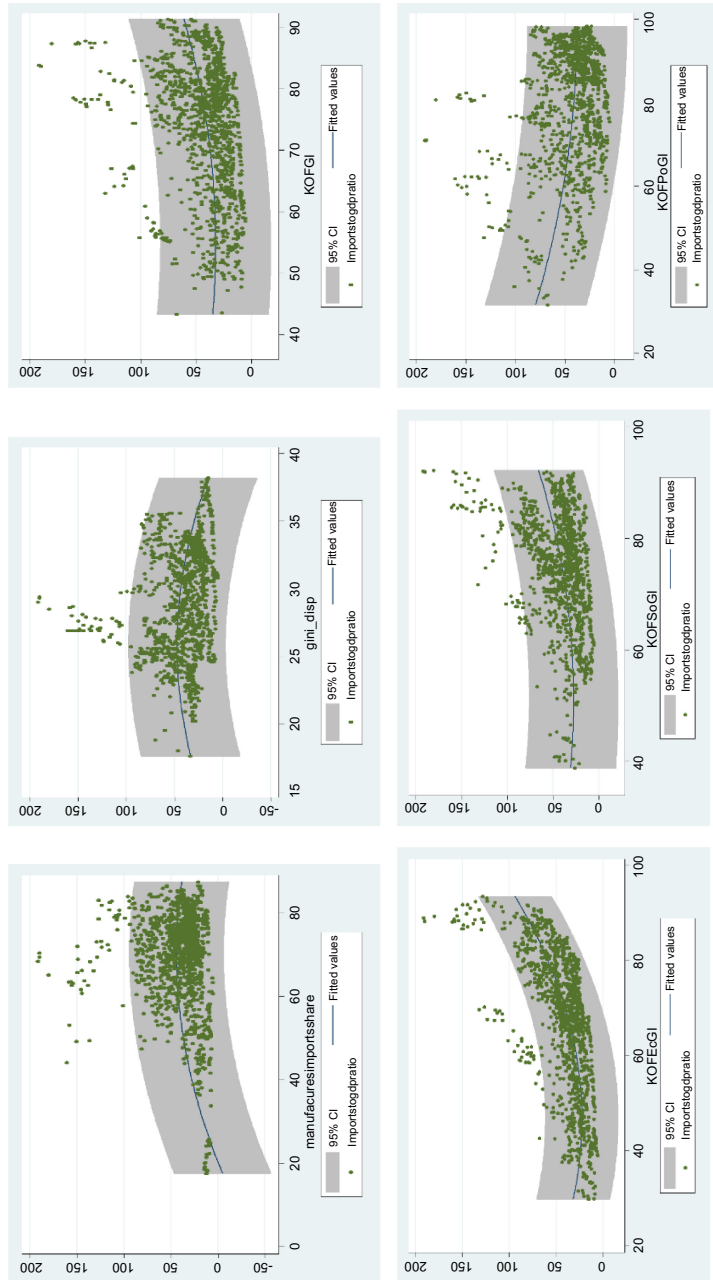 200
150
100
50
0
-50
0
20
40
60
80
manufacuresimportsshare
95% CI
Fitted values
Importstogdpratio
200
150
100
50
0
-50
15
20
25
30
35
40
gini_disp
95% CI
Fitted values
Importstogdpratio
200
150
100
50
0
40
50
60
70
80
90
KOFGI
95% CI
Fitted values
Importstogdpratio
200
150
100
50
0
20
40
60
80
100
KOFEcGI
95% CI
Fitted values
Importstogdpratio
200
150
100
50
0
40
60
80
100
KOFSoGI
95% CI
Fitted values
Importstogdpratio
200
150
100
50
0
20
40
60
80
100
KOFPoGI
95% CI
Fitted values
Importstogdpratio